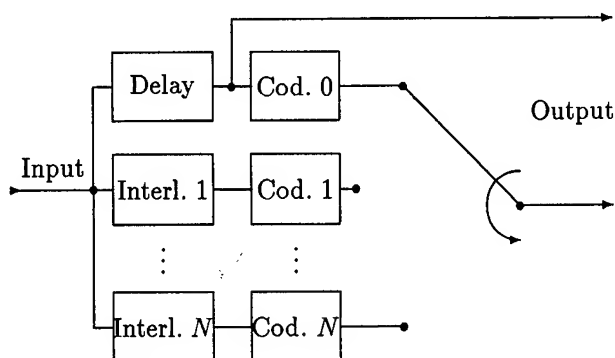 Delay
Cod. 0
Output
Input
Interl. 1
Cod. 1
⋮ ⋮
Interl. N
Cod. N